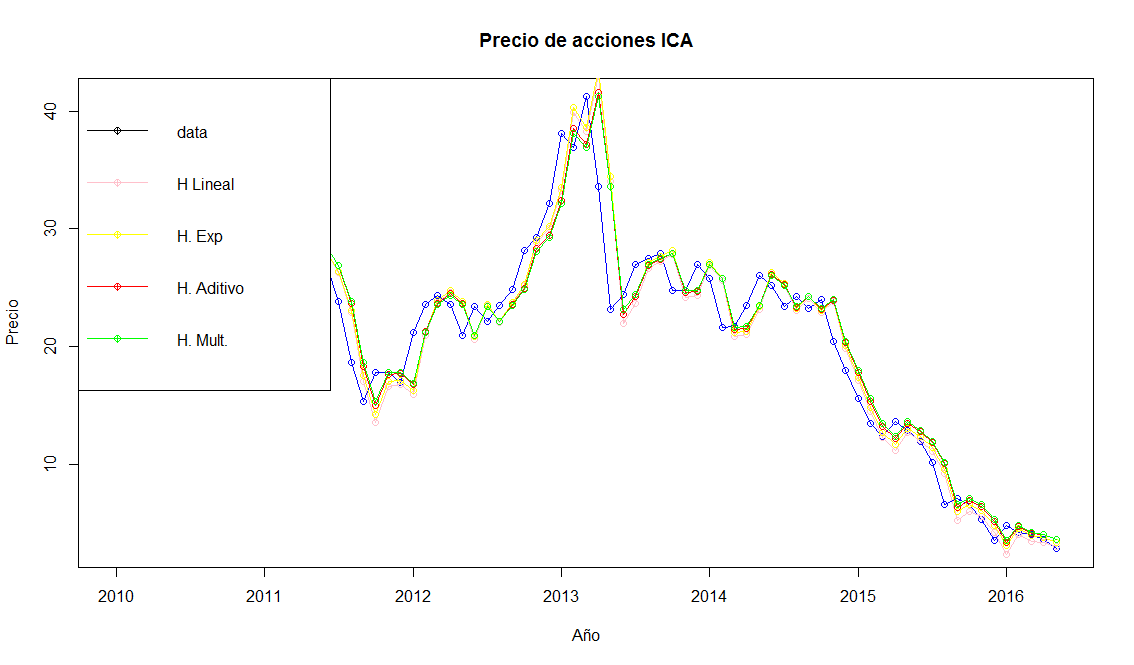 Precio de acciones ICA
data
H Lineal
H. Exp
H. Aditivo
H. Mult.
Precio
40
30
20
10
2010 2011 2012 2013 2014 2015 2016
Año